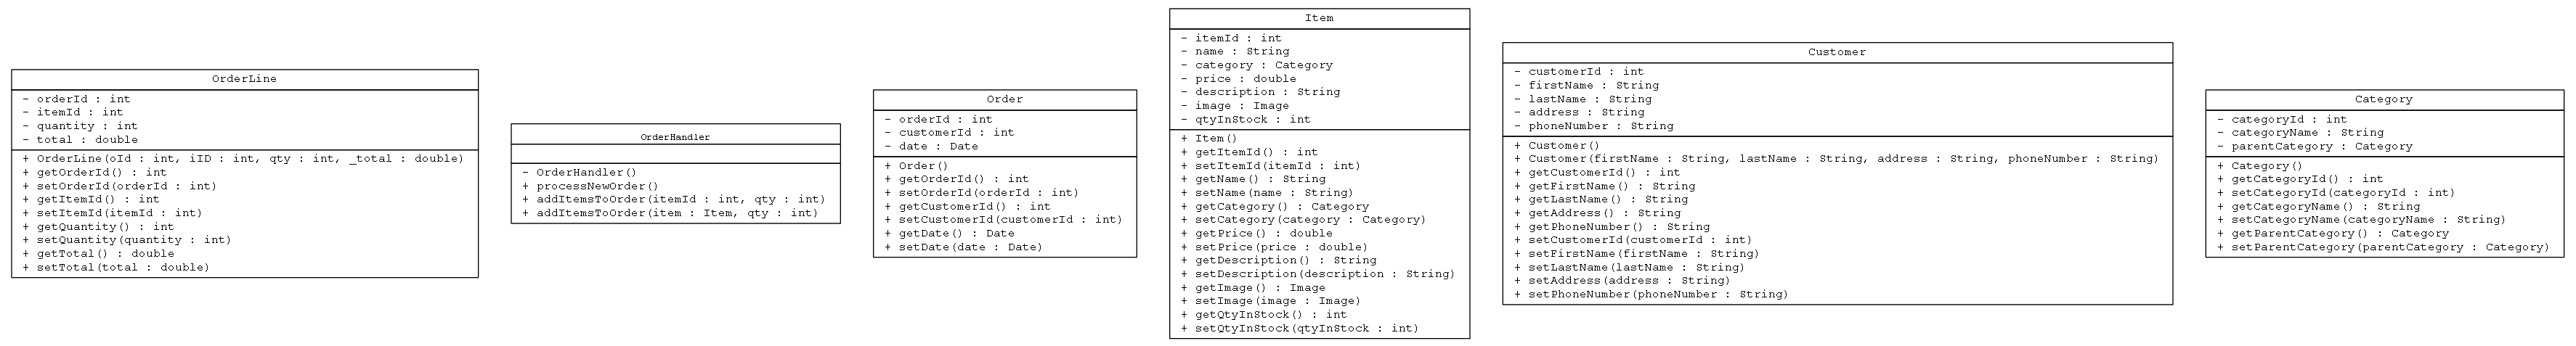 OrderLine
- orderId : int
- itemId : int
- quantity : int
- total : double
+ OrderLine(oId : int, iID : int, qty : int, _total : double)
+ getOrderId() : int
+ setOrderId(orderId : int)
+ getItemId() : int
+ setItemId(itemId : int)
+ getQuantity() : int
+ setQuantity(quantity : int)
+ getTotal() : double
+ setTotal(total : double)
OrderHandler
- OrderHandler()
+ processNewOrder()
+ addItemsToOrder(itemId : int, qty : int)
+ addItemsToOrder(item : Item, qty : int)
Order
- orderId : int
- customerId : int
- date : Date
+ Order()
+ getOrderId() : int
+ setOrderId(orderId : int)
+ getCustomerId() : int
+ setCustomerId(customerId : int)
+ getDate() : Date
+ setDate(date : Date)
Item
- itemId : int
- name : String
- category : Category
- price : double
- description : String
- image : Image
- qtyInStock : int
+ Item()
+ getItemId() : int
+ setItemId(itemId : int)
+ getName() : String
+ setName(name : String)
+ getCategory() : Category
+ setCategory(category : Category)
+ getPrice() : double
+ setPrice(price : double)
+ getDescription() : String
+ setDescription(description : String)
+ getImage() : Image
+ setImage(image : Image)
+ getQtyInStock() : int
+ setQtyInStock(qtyInStock : int)
Customer
- customerId : int
- firstName : String
- lastName : String
- address : String
- phoneNumber : String
+ Customer()
+ Customer(firstName : String, lastName : String, address : String, phoneNumber : String)
+ getCustomerId() : int
+ getFirstName() : String
+ getLastName() : String
+ getAddress() : String
+ getPhoneNumber() : String
+ setCustomerId(customerId : int)
+ setFirstName(firstName : String)
+ setLastName(lastName : String)
+ setAddress(address : String)
+ setPhoneNumber(phoneNumber : String)
Category
- categoryId : int
- categoryName : String
- parentCategory : Category
+ Category()
+ getCategoryId() : int
+ setCategoryId(categoryId : int)
+ getCategoryName() : String
+ setCategoryName(categoryName : String)
+ getParentCategory() : Category
+ setParentCategory(parentCategory : Category)